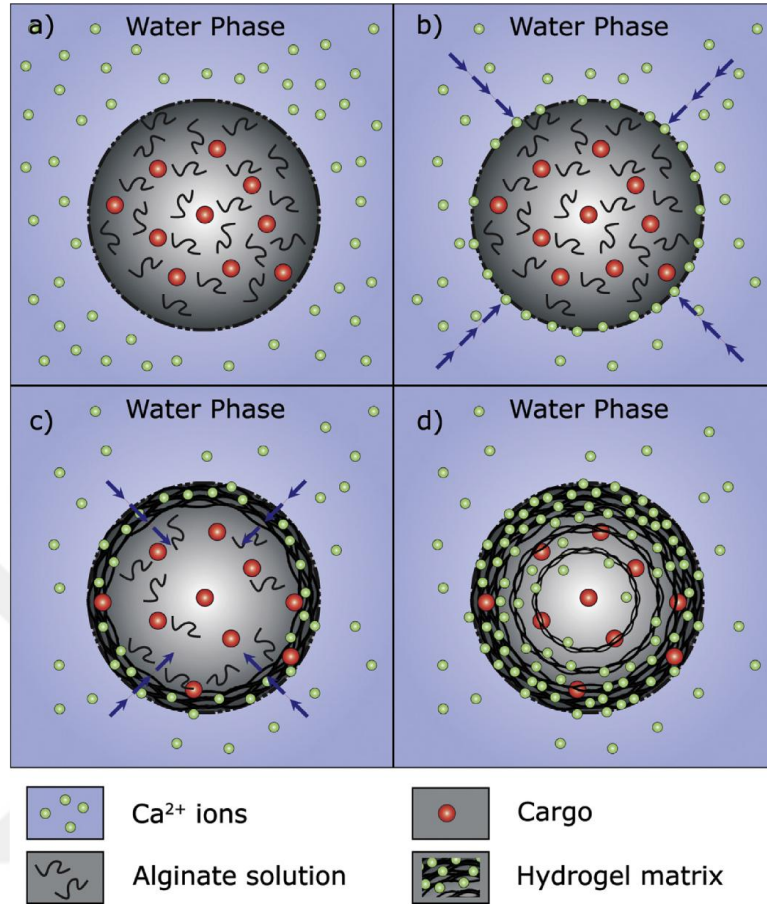 a) Water Phase
b) Water Phase
c) Water Phase
d) Water Phase
Ca²⁺ ions
Cargo
Alginate solution
Hydrogel matrix